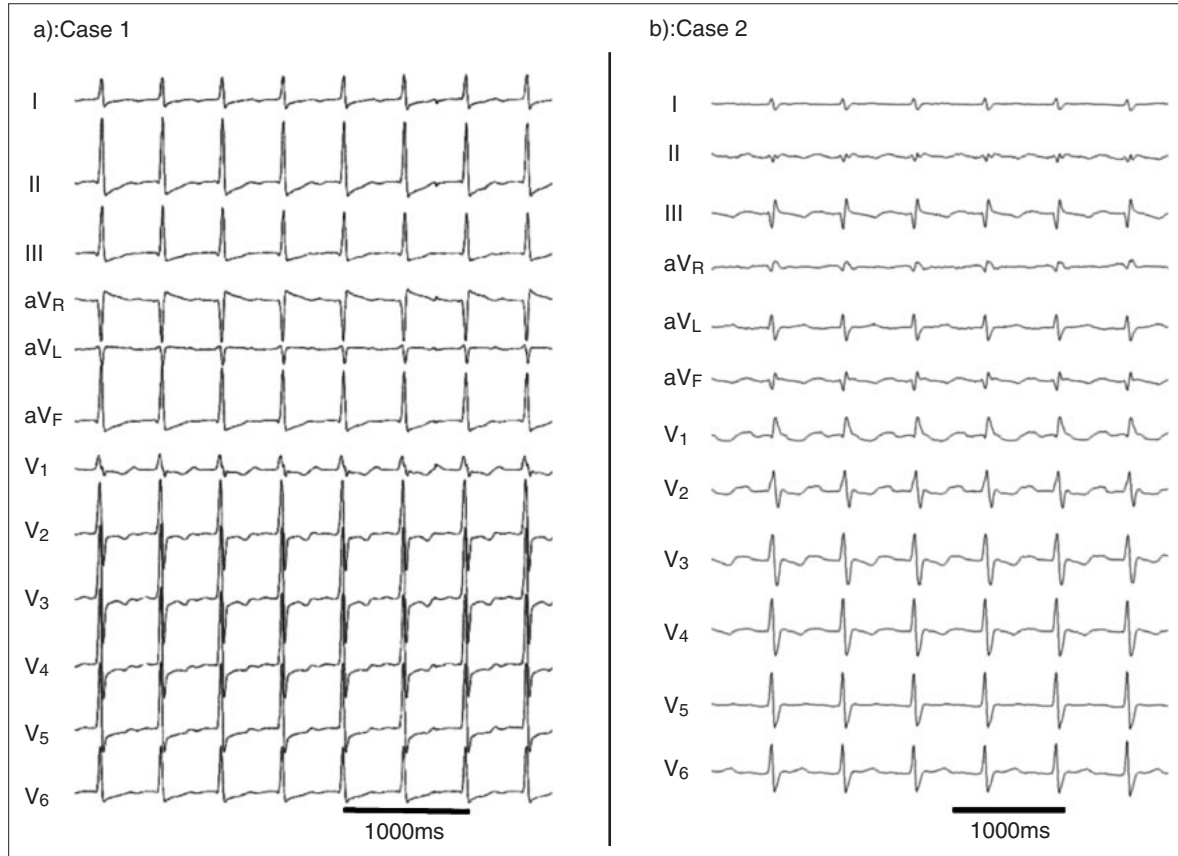 a):Case 1
I
II
III
aVR
aVL
aVF
V1
V2
V3
V4
V5
V6
1000ms
b):Case 2
I
II
III
aVR
aVL
aVF
V1
V2
V3
V4
V5
V6
1000ms